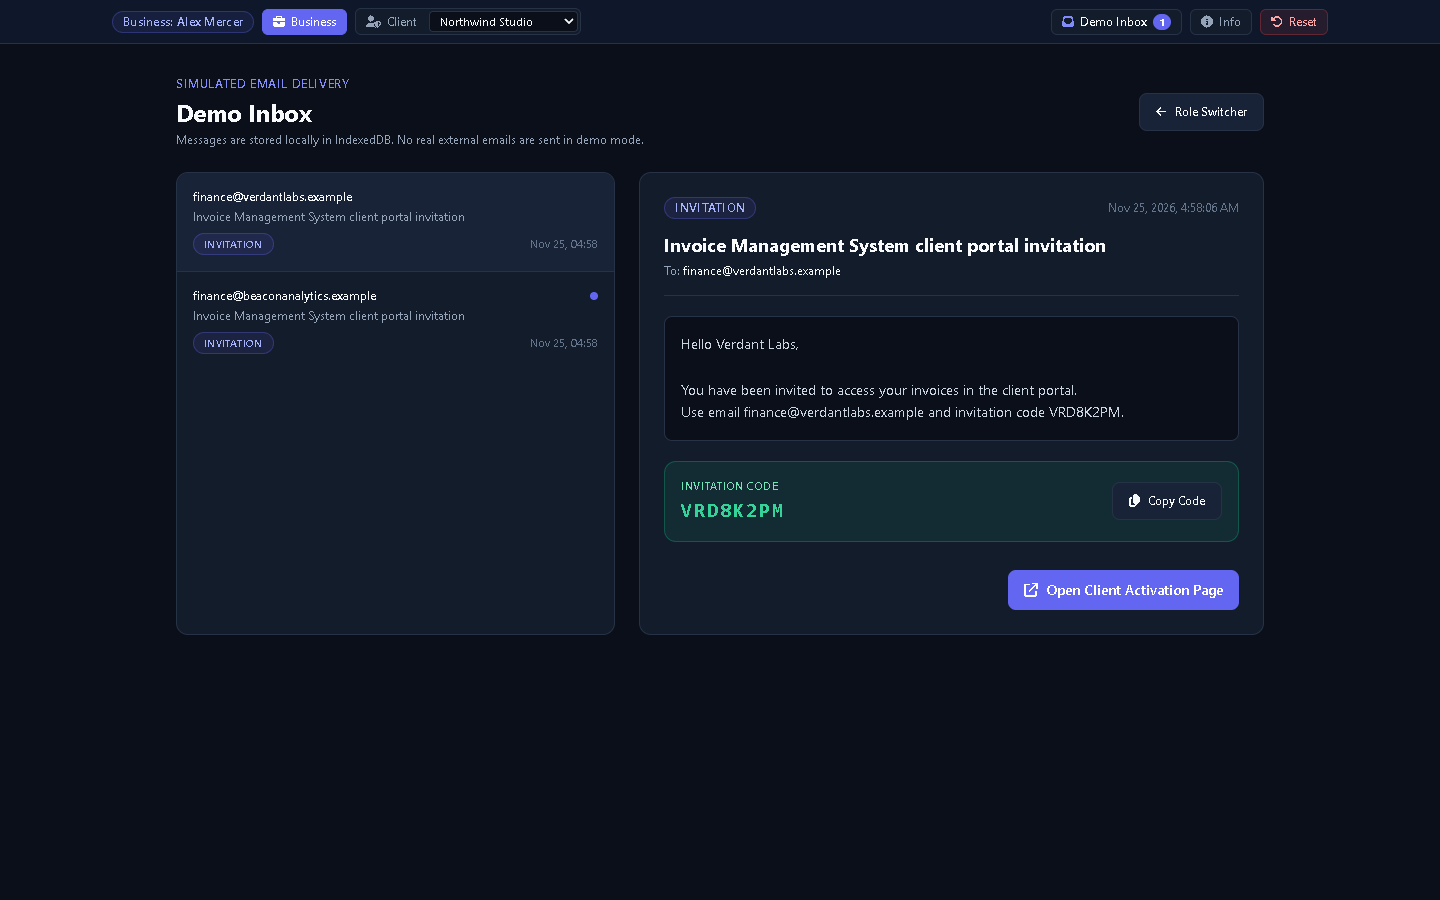 Business: Alex Mercer
Business
Client
Northwind Studio
Demo Inbox 1
Info
Reset
SIMULATED EMAIL DELIVERY
Demo Inbox
Messages are stored locally in IndexedDB. No real external emails are sent in demo mode.
Role Switcher
finance@verdantlabs.example
Invoice Management System client portal invitation
INVITATION
Nov 25, 04:58
finance@beaconanalytics.example
Invoice Management System client portal invitation
INVITATION
Nov 25, 04:58
INVITATION
Nov 25, 2026, 4:58:06 AM
Invoice Management System client portal invitation
To: finance@verdantlabs.example
Hello Verdant Labs,
You have been invited to access your invoices in the client portal.
Use email finance@verdantlabs.example and invitation code VRD8K2PM.
INVITATION CODE
VRD8K2PM
Copy Code
Open Client Activation Page